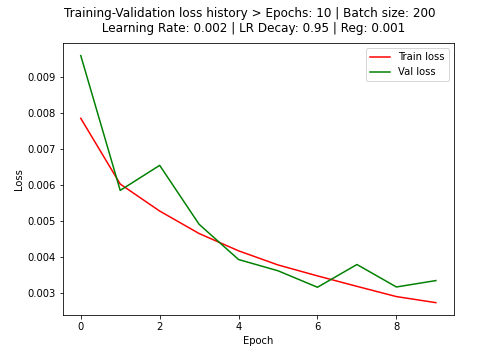 Training-Validation loss history > Epochs: 10 | Batch size: 200
Learning Rate: 0.002 | LR Decay: 0.95 | Reg: 0.001
Train loss
Val loss
0.009
0.008
0.007
0.006
0.005
0.004
0.003
Loss
0 2 4 6 8
Epoch